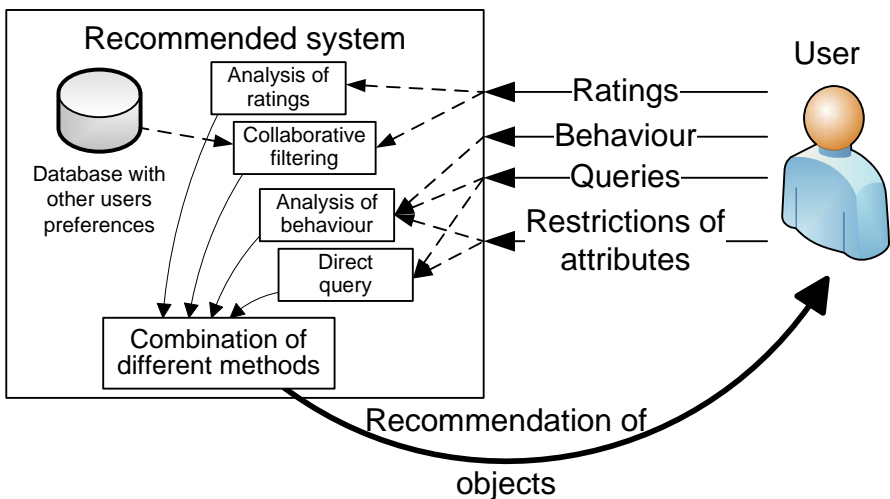 Recommended system
User
Analysis of
ratings
Collaborative
filtering
Database with
other users
preferences
Analysis of
behaviour
Direct
query
Combination of
different methods
Ratings
Behaviour
Queries
Restrictions of
attributes
Recommendation of
objects